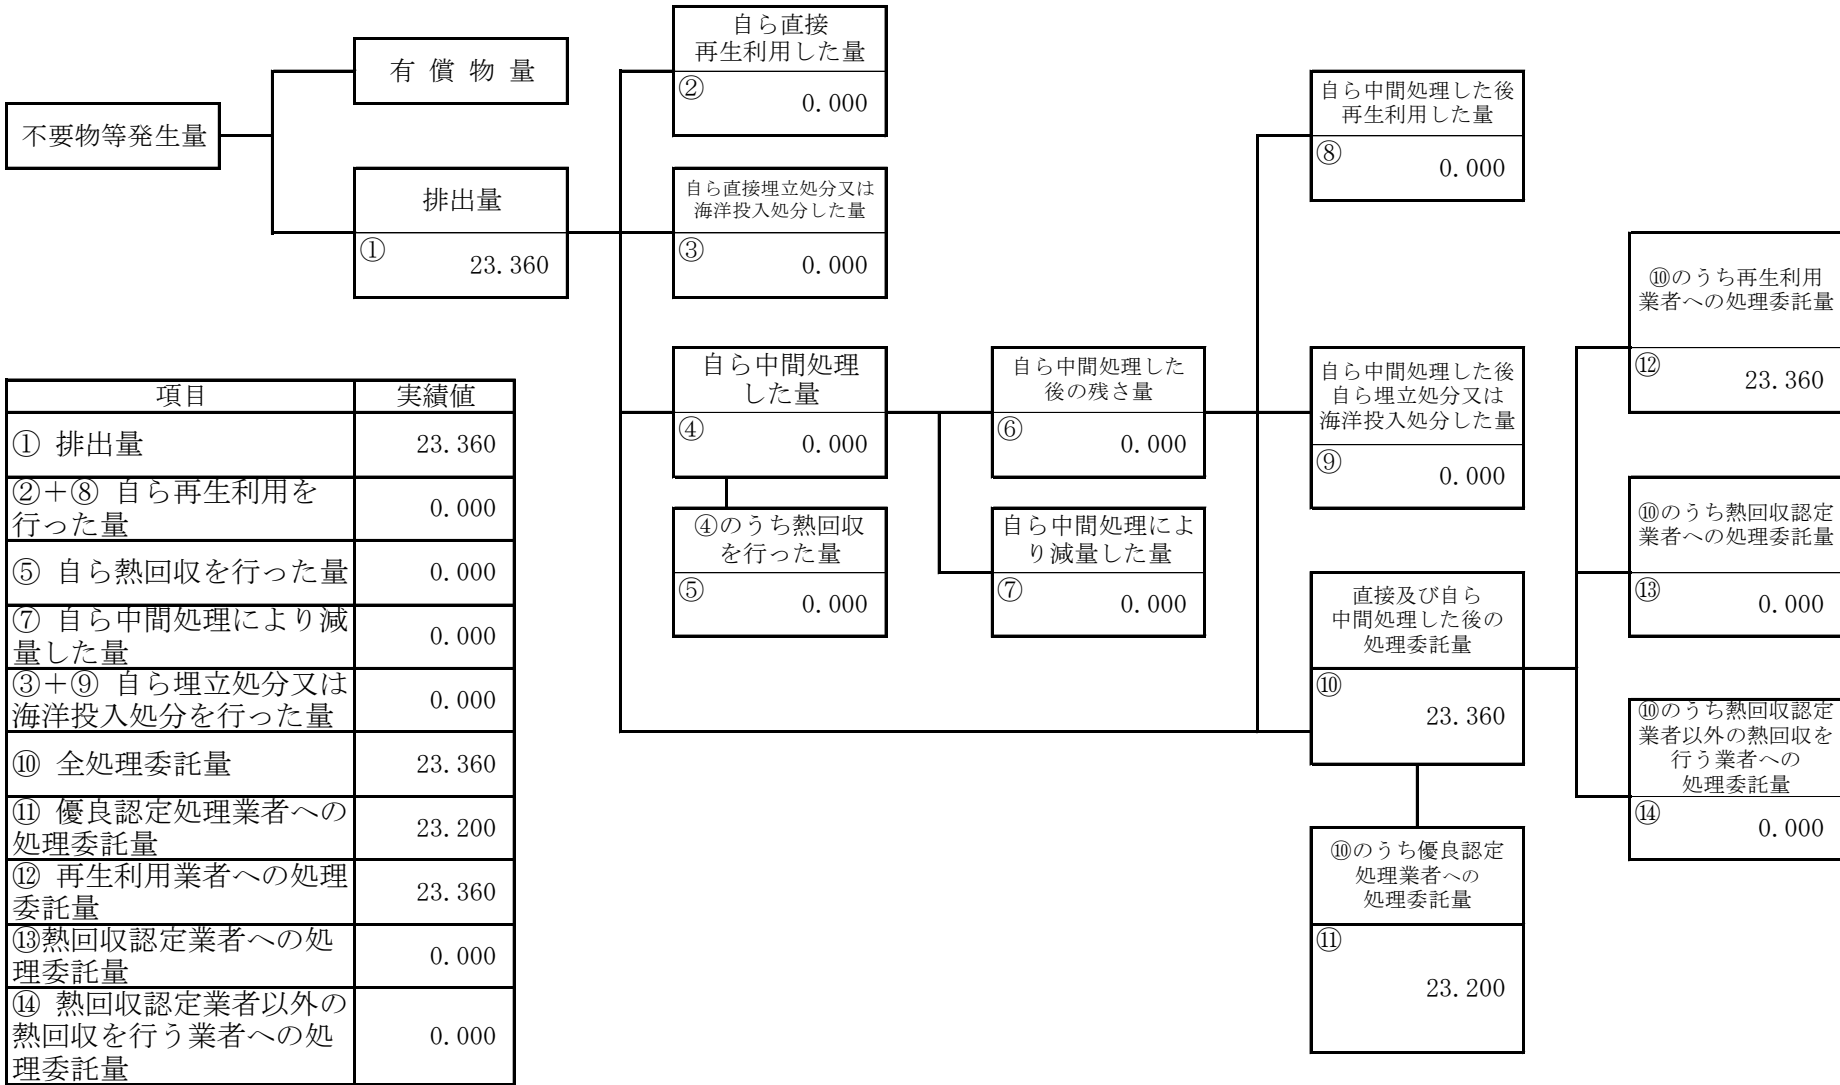 不要物等発生量
有 償 物 量
排出量
① 23.360
自ら直接
再生利用した量
② 0.000
自ら直接埋立処分又は
海洋投入処分した量
③ 0.000
自ら中間処理
した量
④ 0.000
④のうち熱回収
を行った量
⑤ 0.000
自ら中間処理した
後の残さ量
⑥ 0.000
自ら中間処理によ
り減量した量
⑦ 0.000
自ら中間処理した後
再生利用した量
⑧ 0.000
自ら中間処理した後
自ら埋立処分又は
海洋投入処分した量
⑨ 0.000
直接及び自ら
中間処理した後の
処理委託量
⑩
23.360
⑩のうち優良認定
処理業者への
処理委託量
⑪
23.200
⑩のうち再生利用
業者への処理委託量
⑫ 23.360
⑩のうち熱回収認定
業者への処理委託量
⑬ 0.000
⑩のうち熱回収認定
業者以外の熱回収を
行う業者への
処理委託量
⑭ 0.000
項目 実績値
① 排出量 23.360
②+⑧ 自ら再生利用を
行った量 0.000
⑤ 自ら熱回収を行った量 0.000
⑦ 自ら中間処理により減
量した量 0.000
③+⑨ 自ら埋立処分又は
海洋投入処分を行った量 0.000
⑩ 全処理委託量 23.360
⑪ 優良認定処理業者への
処理委託量 23.200
⑫ 再生利用業者への処理
委託量 23.360
⑬熱回収認定業者への処
理委託量 0.000
⑭ 熱回収認定業者以外の
熱回収を行う業者への処
理委託量 0.000